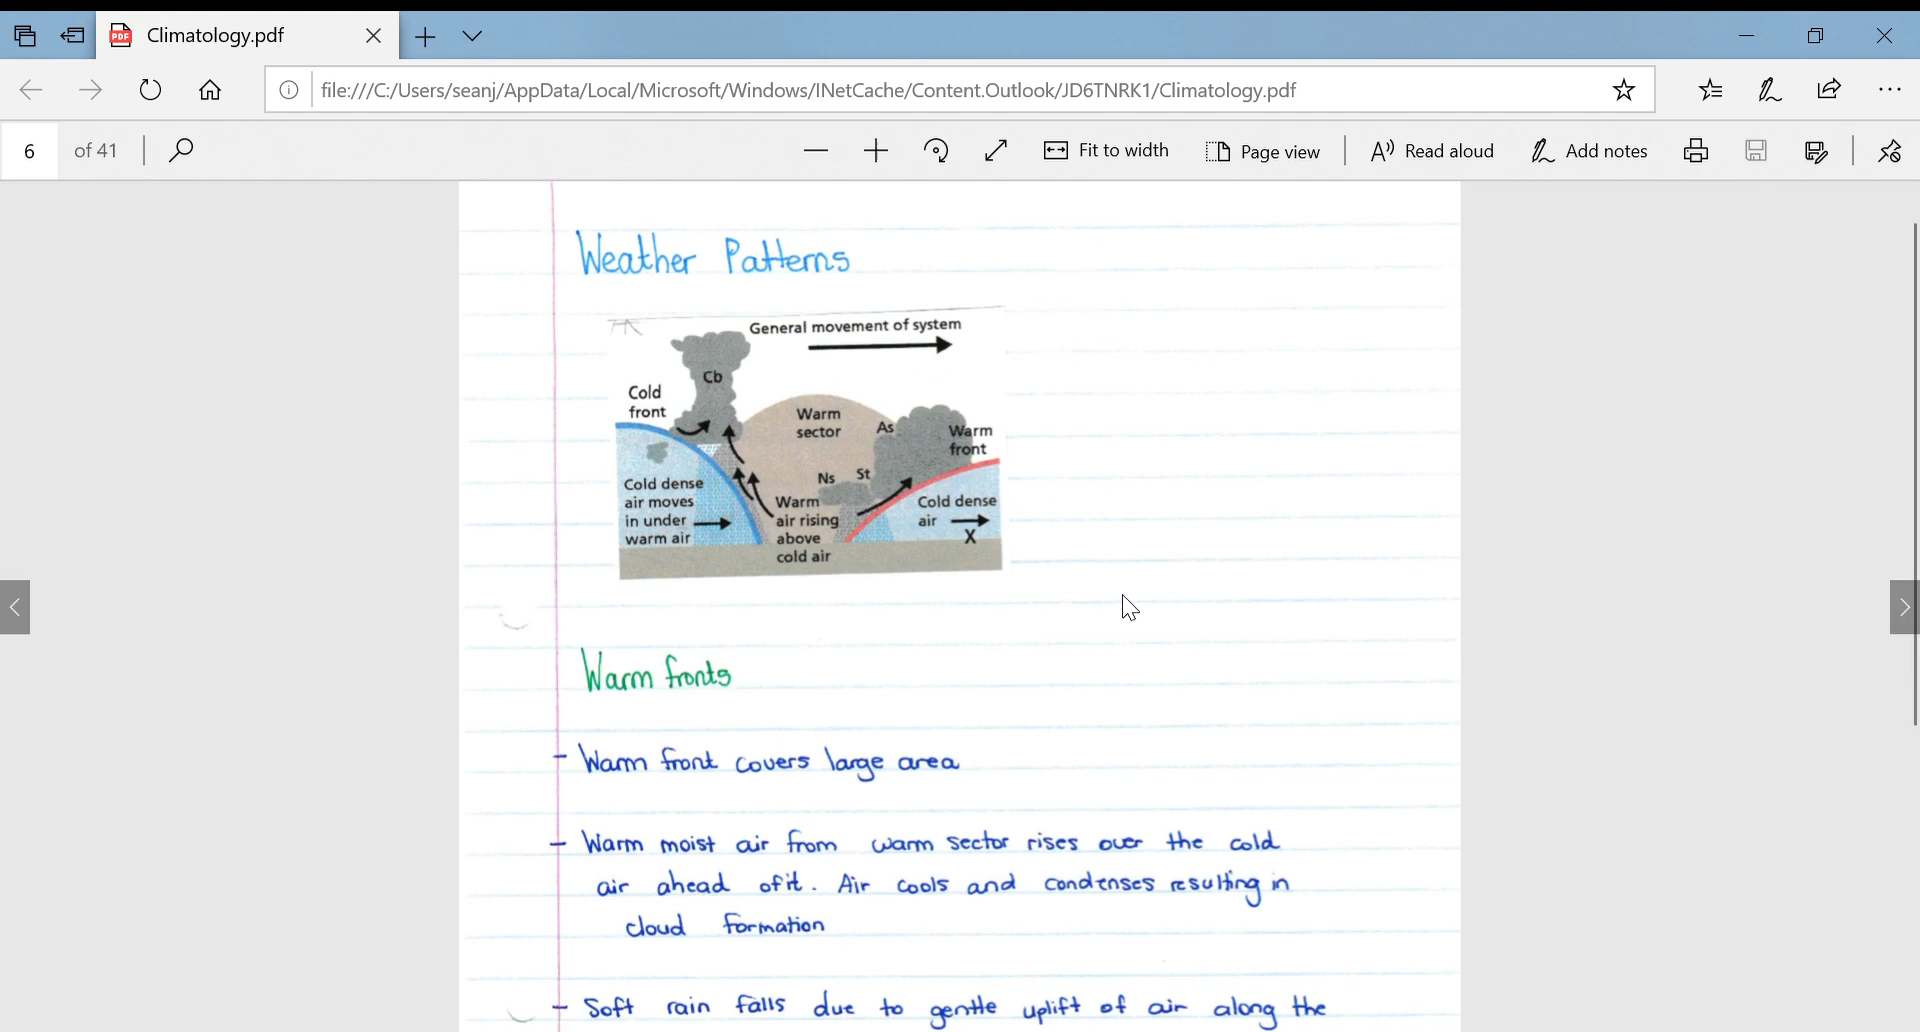 Climatology.pdf
file:///C:/Users/seanj/AppData/Local/Microsoft/Windows/INetCache/Content.Outlook/JD6TNRK1/Climatology.pdf
6 of 41
Fit to width
Page view
Read aloud
Add notes
Weather Patterns
General movement of system
Cb
Cold
front
Warm
sector
As
Warm
front
Ns
St
Cold dense
air moves
in under
warm air
Warm
air rising
above
cold air
Cold dense
air
X
Warm fronts
- Warm front covers large area
- Warm moist air from warm sector rises over the cold
air ahead of it. Air cools and condenses resulting in
cloud formation
- Soft rain falls due to gentle uplift of air along the